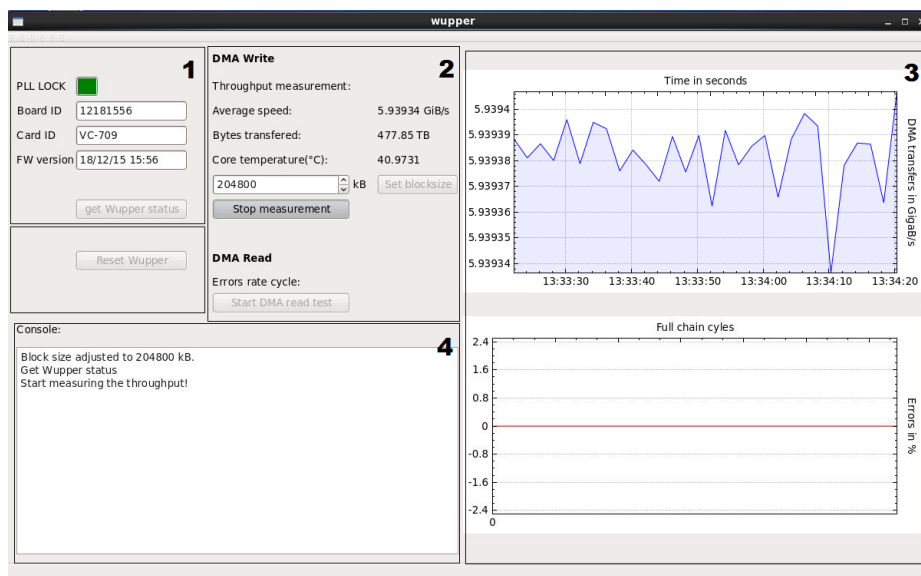 wupper
1
PLL LOCK
Board ID 12181556
Card ID VC-709
FW version 18/12/15 15:56
get Wupper status
Reset Wupper
2
DMA Write
Throughput measurement:
Average speed: 5.93934 GiB/s
Bytes transfered: 477.85 TB
Core temperature(°C): 40.9731
204800 kB Set blocksize
Stop measurement
DMA Read
Errors rate cycle:
Start DMA read test
3
Time in seconds
5.9394
5.93939
5.93938
5.93937
5.93936
5.93935
5.93934
13:33:30 13:33:40 13:33:50 13:34:00 13:34:10 13:34:20
DMA transfers in GigaB/s
Full chain cyles
2.4
1.6
0.8
0
-0.8
-1.6
-2.4
0
Errors in %
4
Console:
Block size adjusted to 204800 kB.
Get Wupper status
Start measuring the throughput!